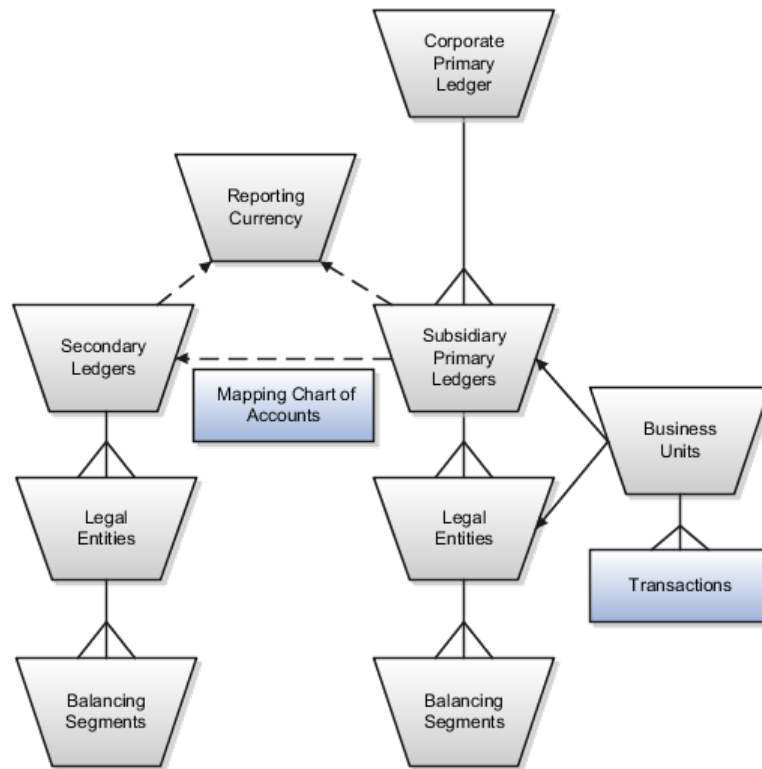 Corporate
Primary
Ledger
Reporting
Currency
Secondary
Ledgers
Subsidiary
Primary
Ledgers
Mapping Chart of
Accounts
Business
Units
Legal
Entities
Legal
Entities
Transactions
Balancing
Segments
Balancing
Segments